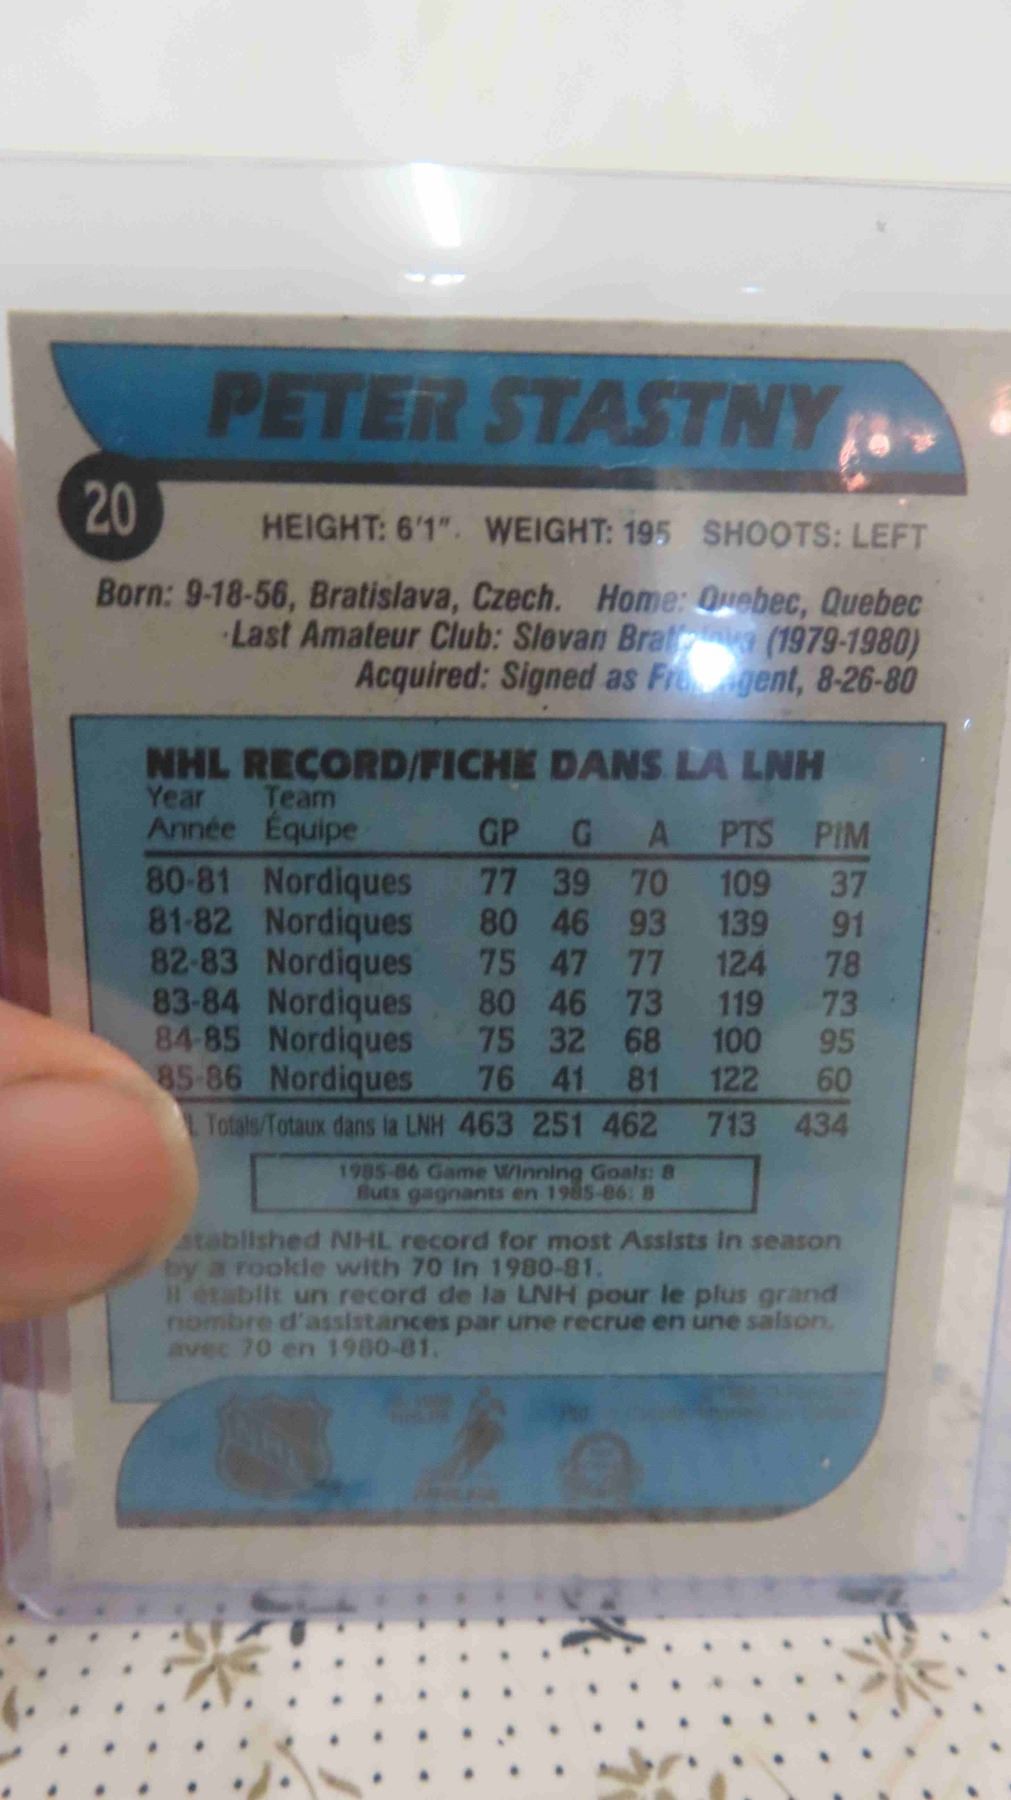 PETER STASTNY
20
HEIGHT: 6'1". WEIGHT: 195 SHOOTS: LEFT
Born: 9-18-56, Bratislava, Czech. Home: Quebec, Quebec
Last Amateur Club: Slovan (1979-1980)
Acquired: Signed as 8-26-80
NHL RECORD/FICHE DANS LA LNH
Year Team
Année Équipe GP G A PTS PIM
80-81 Nordiques 77 39 70 109 37
81-82 Nordiques 80 46 93 139 91
82-83 Nordiques 75 47 77 124 78
83-84 Nordiques 80 46 73 119 73
84-85 Nordiques 75 32 68 100 95
85-86 Nordiques 76 41 81 122 60
Totals/Totaux dans la LNH 463 251 462 713 434
1985-86 Game Winning Goals: 8
Buts gagnants en 1985-86: 8
stablished NHL record for most Assists in season
by a rookie with 70 in 1980-81.
Il établit un record de la LNH pour le plus grand
nombre d'assistances par une recrue en une saison,
avec 70 en 1980-81.
NHL